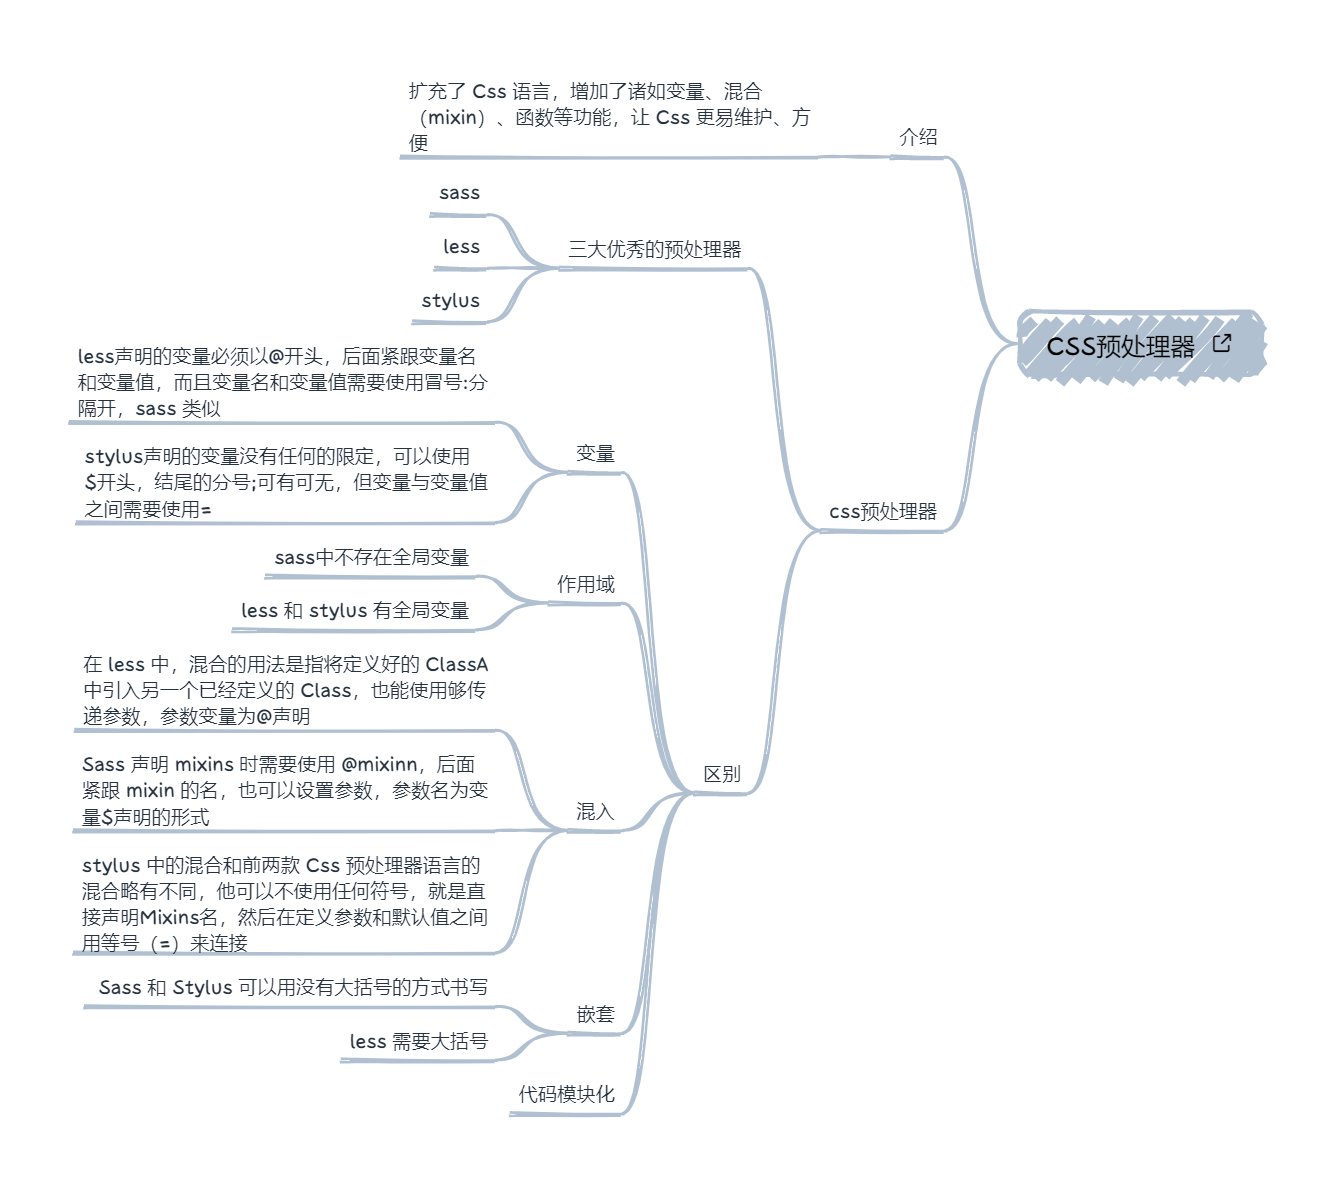 CSS预处理器
介绍
扩充了 Css 语言，增加了诸如变量、混合
（mixin）、函数等功能，让 Css 更易维护、方
便
css预处理器
三大优秀的预处理器
sass
less
stylus
区别
变量
less声明的变量必须以@开头，后面紧跟变量名
和变量值，而且变量名和变量值需要使用冒号:分
隔开，sass 类似
stylus声明的变量没有任何的限定，可以使用
$开头，结尾的分号;可有可无，但变量与变量值
之间需要使用=
作用域
sass中不存在全局变量
less 和 stylus 有全局变量
混入
在 less 中，混合的用法是指将定义好的 ClassA
中引入另一个已经定义的 Class，也能使用够传
递参数，参数变量为@声明
Sass 声明 mixins 时需要使用 @mixinn，后面
紧跟 mixin 的名，也可以设置参数，参数名为变
量$声明的形式
stylus 中的混合和前两款 Css 预处理器语言的
混合略有不同，他可以不使用任何符号，就是直
接声明Mixins名，然后在定义参数和默认值之间
用等号（=）来连接
嵌套
Sass 和 Stylus 可以用没有大括号的方式书写
less 需要大括号
代码模块化